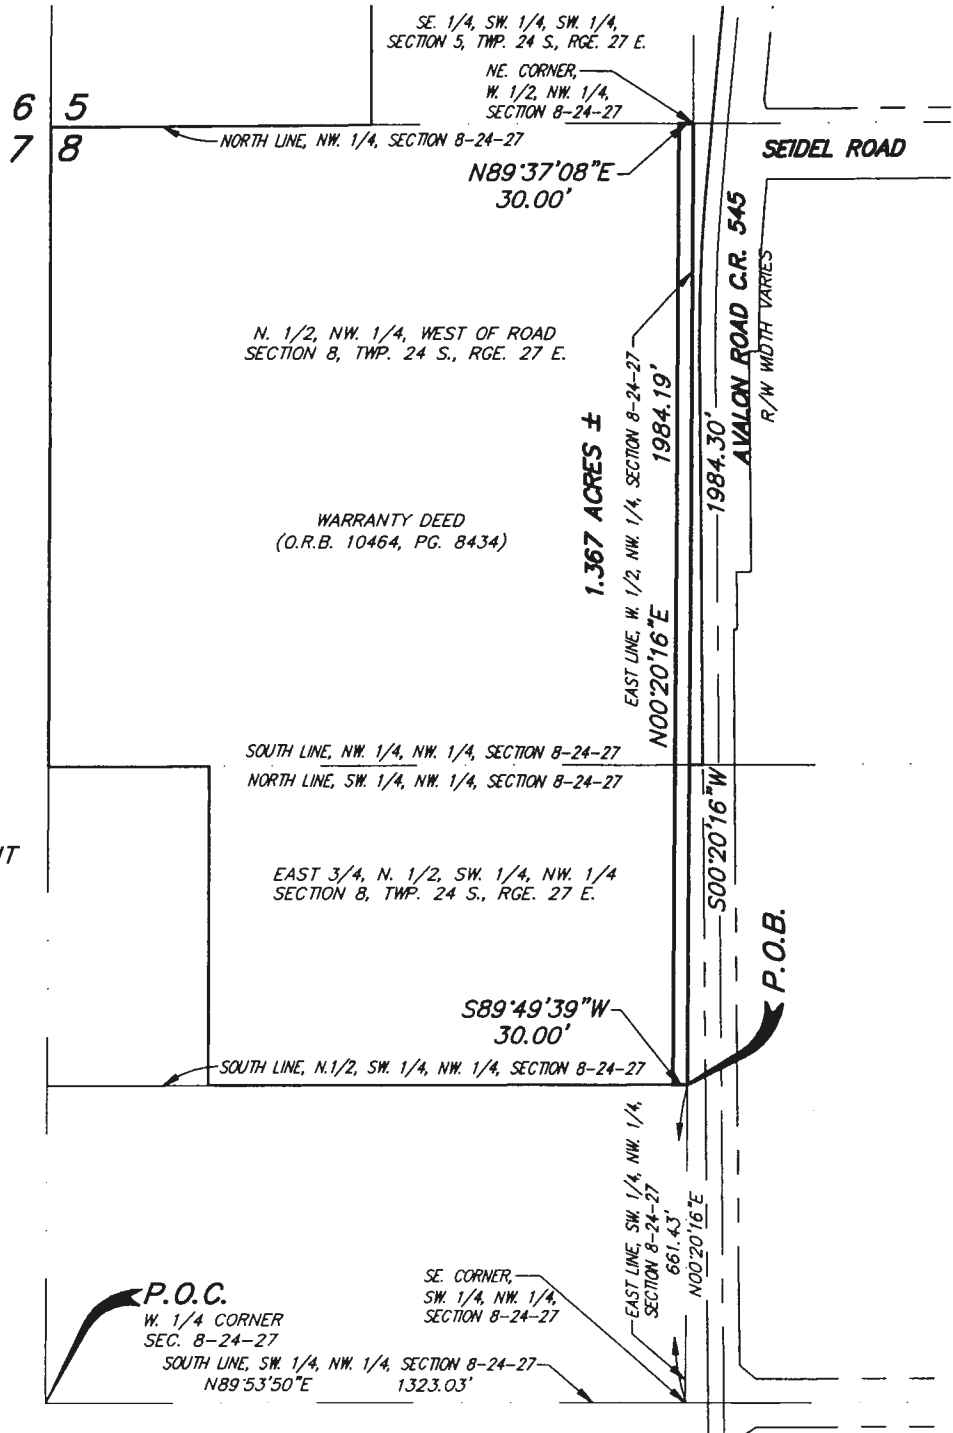 SE. 1/4, SW. 1/4, SW. 1/4,
SECTION 5, TWP. 24 S., RGE. 27 E.
NE. CORNER,
W. 1/2, NW. 1/4,
SECTION 8-24-27
6 5
7 8
NORTH LINE, NW. 1/4, SECTION 8-24-27
SEIDEL ROAD
N89°37'08"E
30.00'
AVALON ROAD C.R. 545
R/W WIDTH VARIES
N. 1/2, NW. 1/4, WEST OF ROAD
SECTION 8, TWP. 24 S., RGE. 27 E.
1.367 ACRES ±
EAST LINE, W. 1/2, NW. 1/4, SECTION 8-24-27
N00°20'16"E 1984.19'
S00°20'16"W 1984.30'
WARRANTY DEED
(O.R.B. 10464, PG. 8434)
SOUTH LINE, NW. 1/4, NW. 1/4, SECTION 8-24-27
NORTH LINE, SW. 1/4, NW. 1/4, SECTION 8-24-27
EAST 3/4, N. 1/2, SW. 1/4, NW. 1/4
SECTION 8, TWP. 24 S., RGE. 27 E.
P.O.B.
S89°49'39"W
30.00'
SOUTH LINE, N.1/2, SW. 1/4, NW. 1/4, SECTION 8-24-27
EAST LINE, SW. 1/4, NW. 1/4,
SECTION 8-24-27
661.43'
N00°20'16"E
P.O.C.
W. 1/4 CORNER
SEC. 8-24-27
SE. CORNER,
SW. 1/4, NW. 1/4,
SECTION 8-24-27
SOUTH LINE, SW. 1/4, NW. 1/4, SECTION 8-24-27
N89°53'50"E 1323.03'